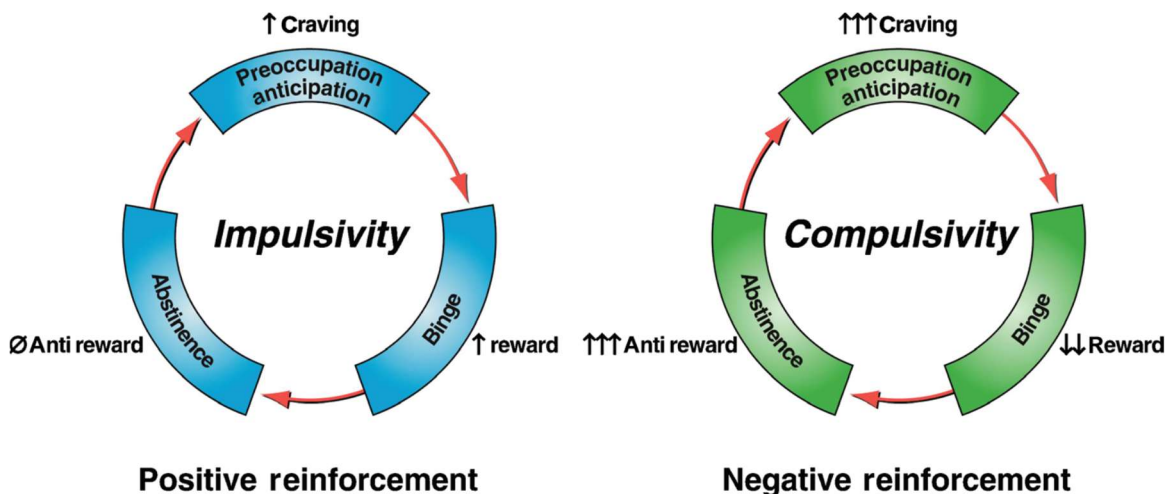 ↑ Craving
Preoccupation
anticipation
Impulsivity
Abstinence
Binge
Ø Anti reward
↑ reward
Positive reinforcement
↑↑↑ Craving
Preoccupation
anticipation
Compulsivity
Abstinence
Binge
↑↑↑ Anti reward
↓↓ Reward
Negative reinforcement